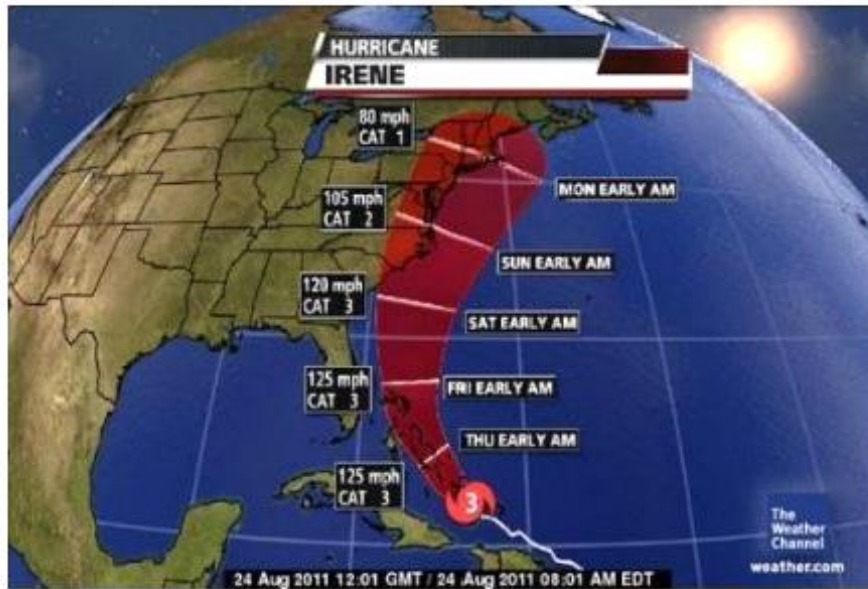 HURRICANE
IRENE
80 mph
CAT 1
MON EARLY AM
105 mph
CAT 2
SUN EARLY AM
120 mph
CAT 3
SAT EARLY AM
125 mph
CAT 3
FRI EARLY AM
THU EARLY AM
125 mph
CAT 3
3
The
Weather
Channel
weather.com
24 Aug 2011 12:01 GMT / 24 Aug 2011 08:01 AM EDT